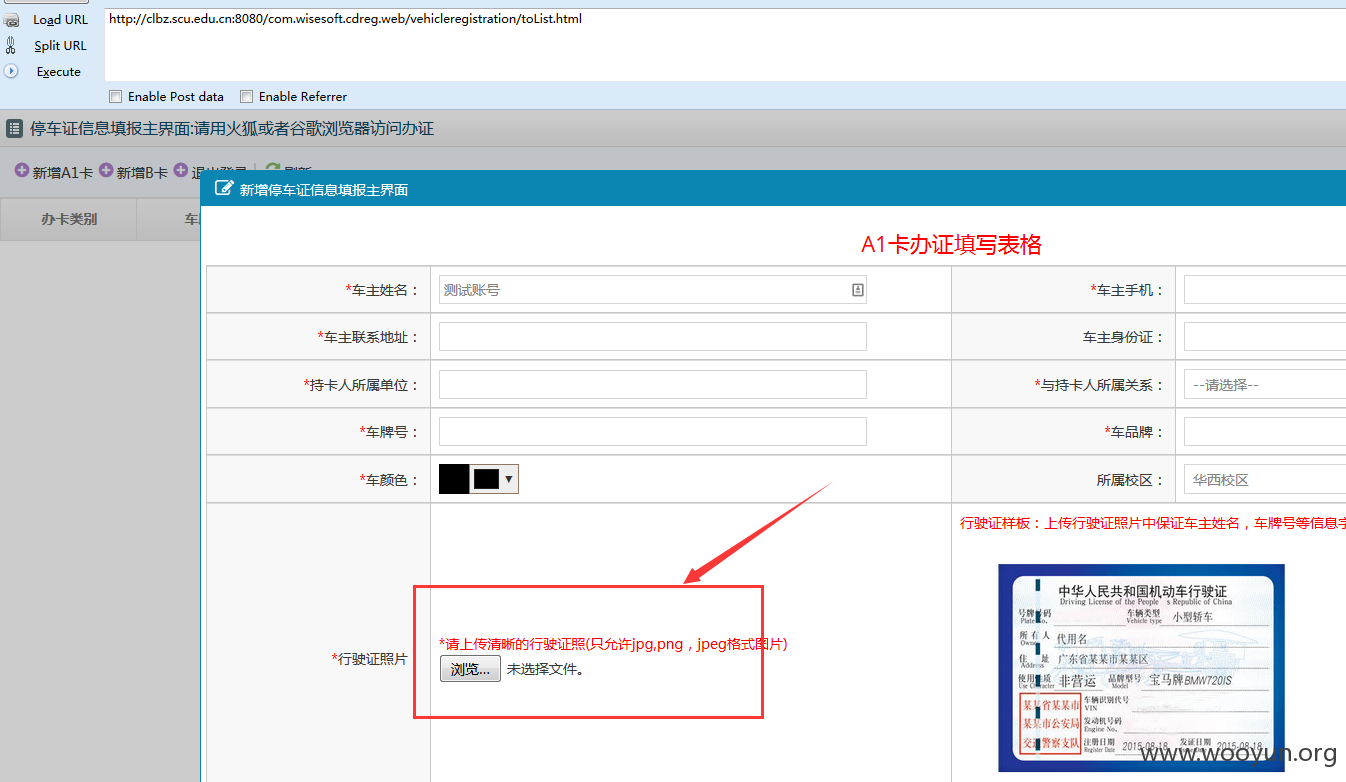 Load URL
http://clbz.scu.edu.cn:8080/com.wisesoft.cdreg.web/vehicleregistration/toList.html
Split URL
Execute
Enable Post data Enable Referrer
停车证信息填报主界面:请用火狐或者谷歌浏览器访问办证
新增A1卡 新增B卡 退出登录 刷新
新增停车证信息填报主界面
办卡类别 车
A1卡办证填写表格
*车主姓名： 测试账号 *车主手机：
*车主联系地址： 车主身份证：
*持卡人所属单位： *与持卡人所属关系： --请选择--
*车牌号： *车品牌：
*车颜色： 所属校区： 华西校区
行驶证样板：上传行驶证照片中保证车主姓名，车牌号等信息字
中华人民共和国机动车行驶证
Driving License of the People s Republic of China
号牌号码 车辆类型 小型轿车
Plate No. Vehicle type
所有人 代用名
Owner
住址 广东省某某市某某区
Address
使用性质 非营运 品牌型号 宝马牌BMW720IS
Use Character Model
某某省某某市 车辆识别代号
VIN
某某市公安局 发动机号码
Engine No.
交通警察支队 注册日期 2015-08-18 发证日期 2015-08-18
Register Date
*行驶证照片
*请上传清晰的行驶证照(只允许jpg,png，jpeg格式图片)
浏览... 未选择文件。
www.wooyun.org